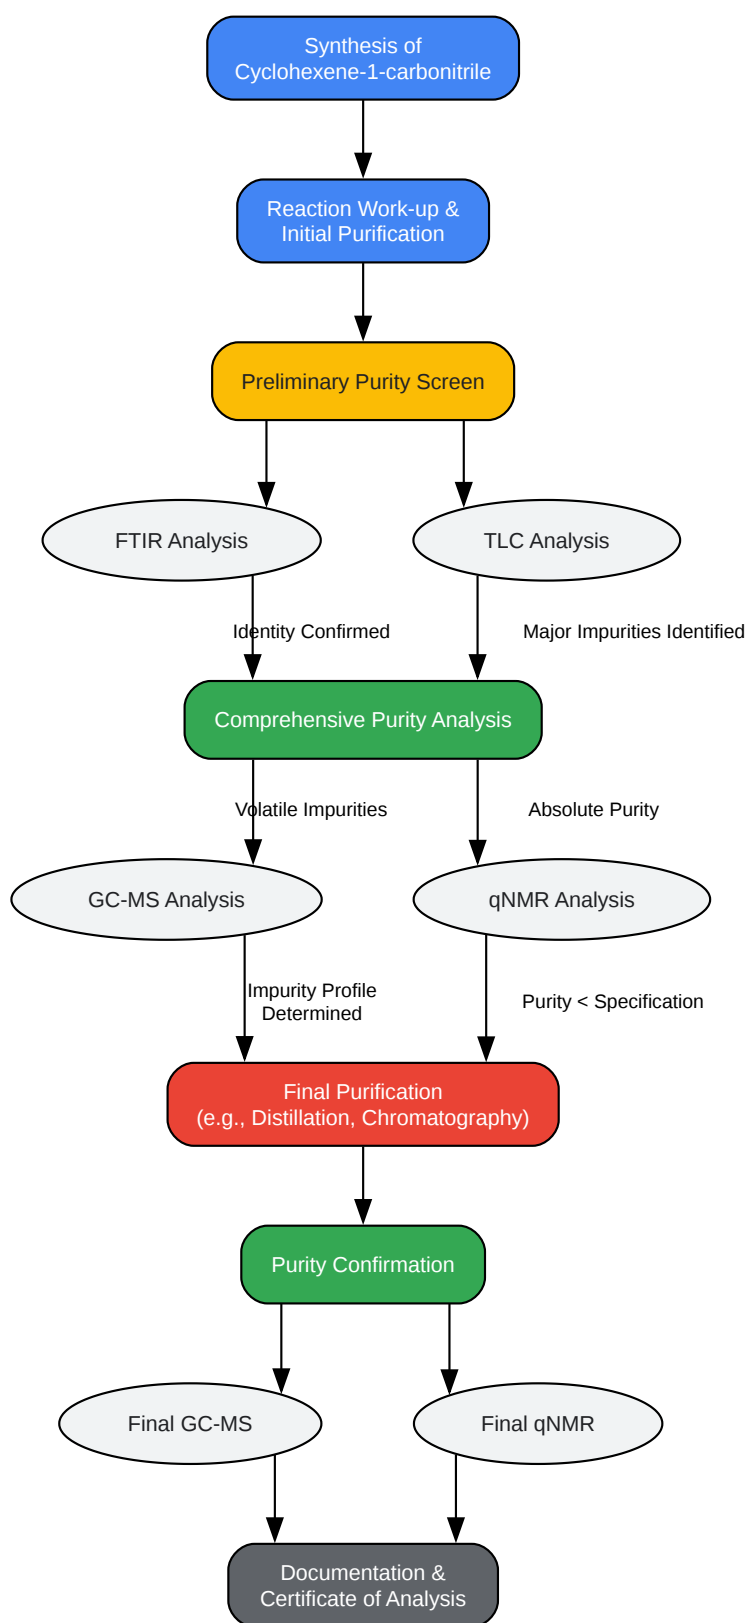 Synthesis of
Cyclohexene-1-carbonitrile
Reaction Work-up &
Initial Purification
Preliminary Purity Screen
FTIR Analysis
TLC Analysis
Identity Confirmed
Major Impurities Identified
Comprehensive Purity Analysis
Volatile Impurities
Absolute Purity
GC-MS Analysis
qNMR Analysis
Impurity Profile
Determined
Purity < Specification
Final Purification
(e.g., Distillation, Chromatography)
Purity Confirmation
Final GC-MS
Final qNMR
Documentation &
Certificate of Analysis